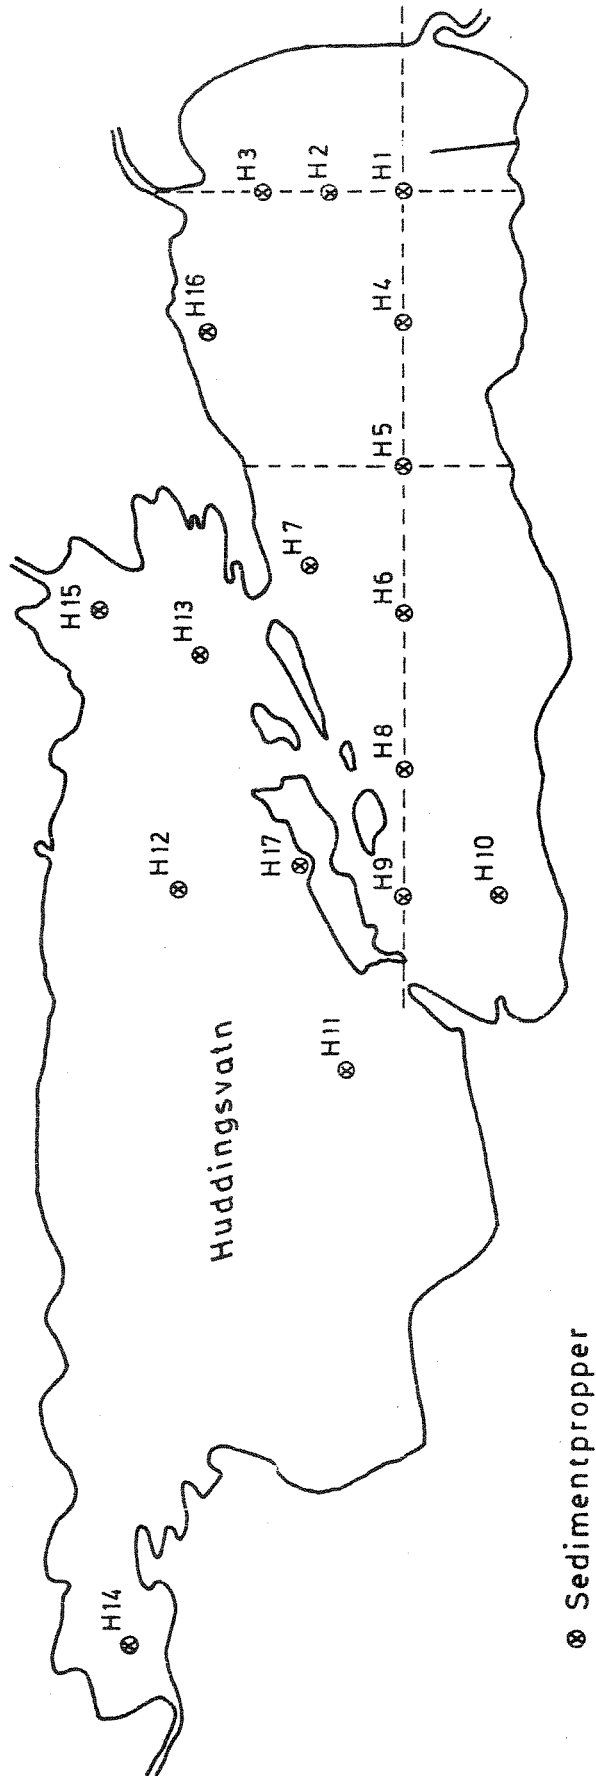 H14
Huddingsvatn
H11
H12
H17
H9
H10
H8
H13
H15
H6
H7
H5
H16
H4
H3
H2
H1
⊗ Sedimentpropper